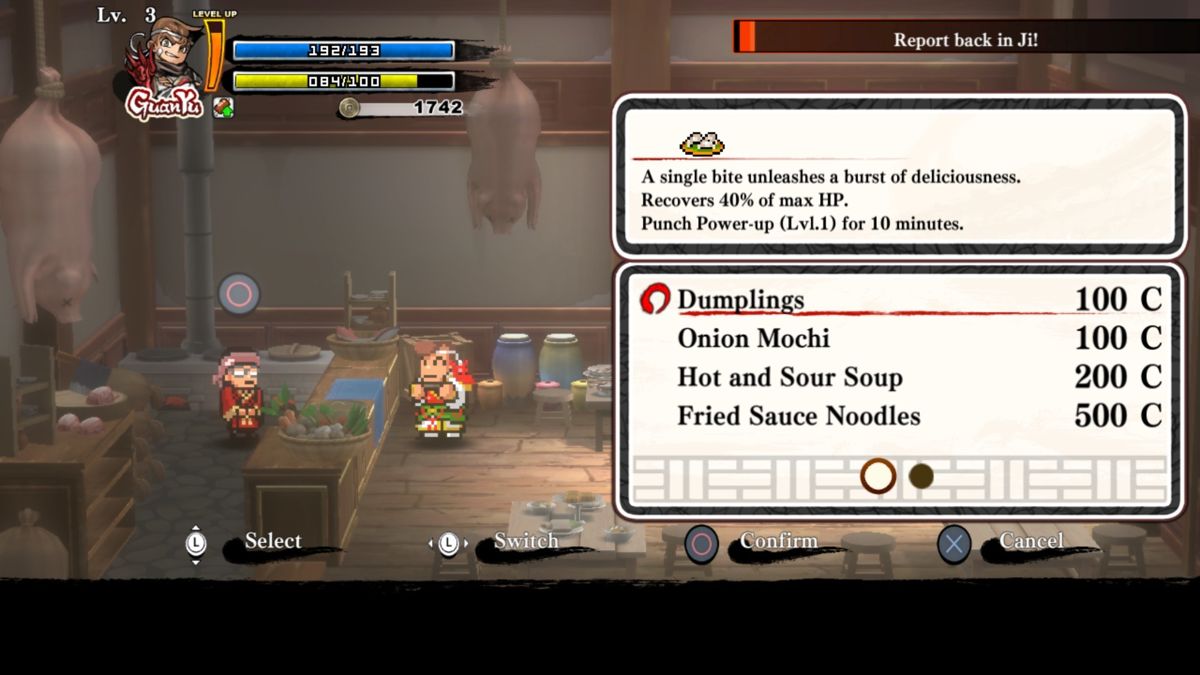 Lv. 3
LEVEL UP
192/193
084/100
GuanYu
1742
Report back in Ji!
A single bite unleashes a burst of deliciousness.
Recovers 40% of max HP.
Punch Power-up (Lvl.1) for 10 minutes.
Dumplings 100 C
Onion Mochi 100 C
Hot and Sour Soup 200 C
Fried Sauce Noodles 500 C
L Select L Switch Confirm Cancel